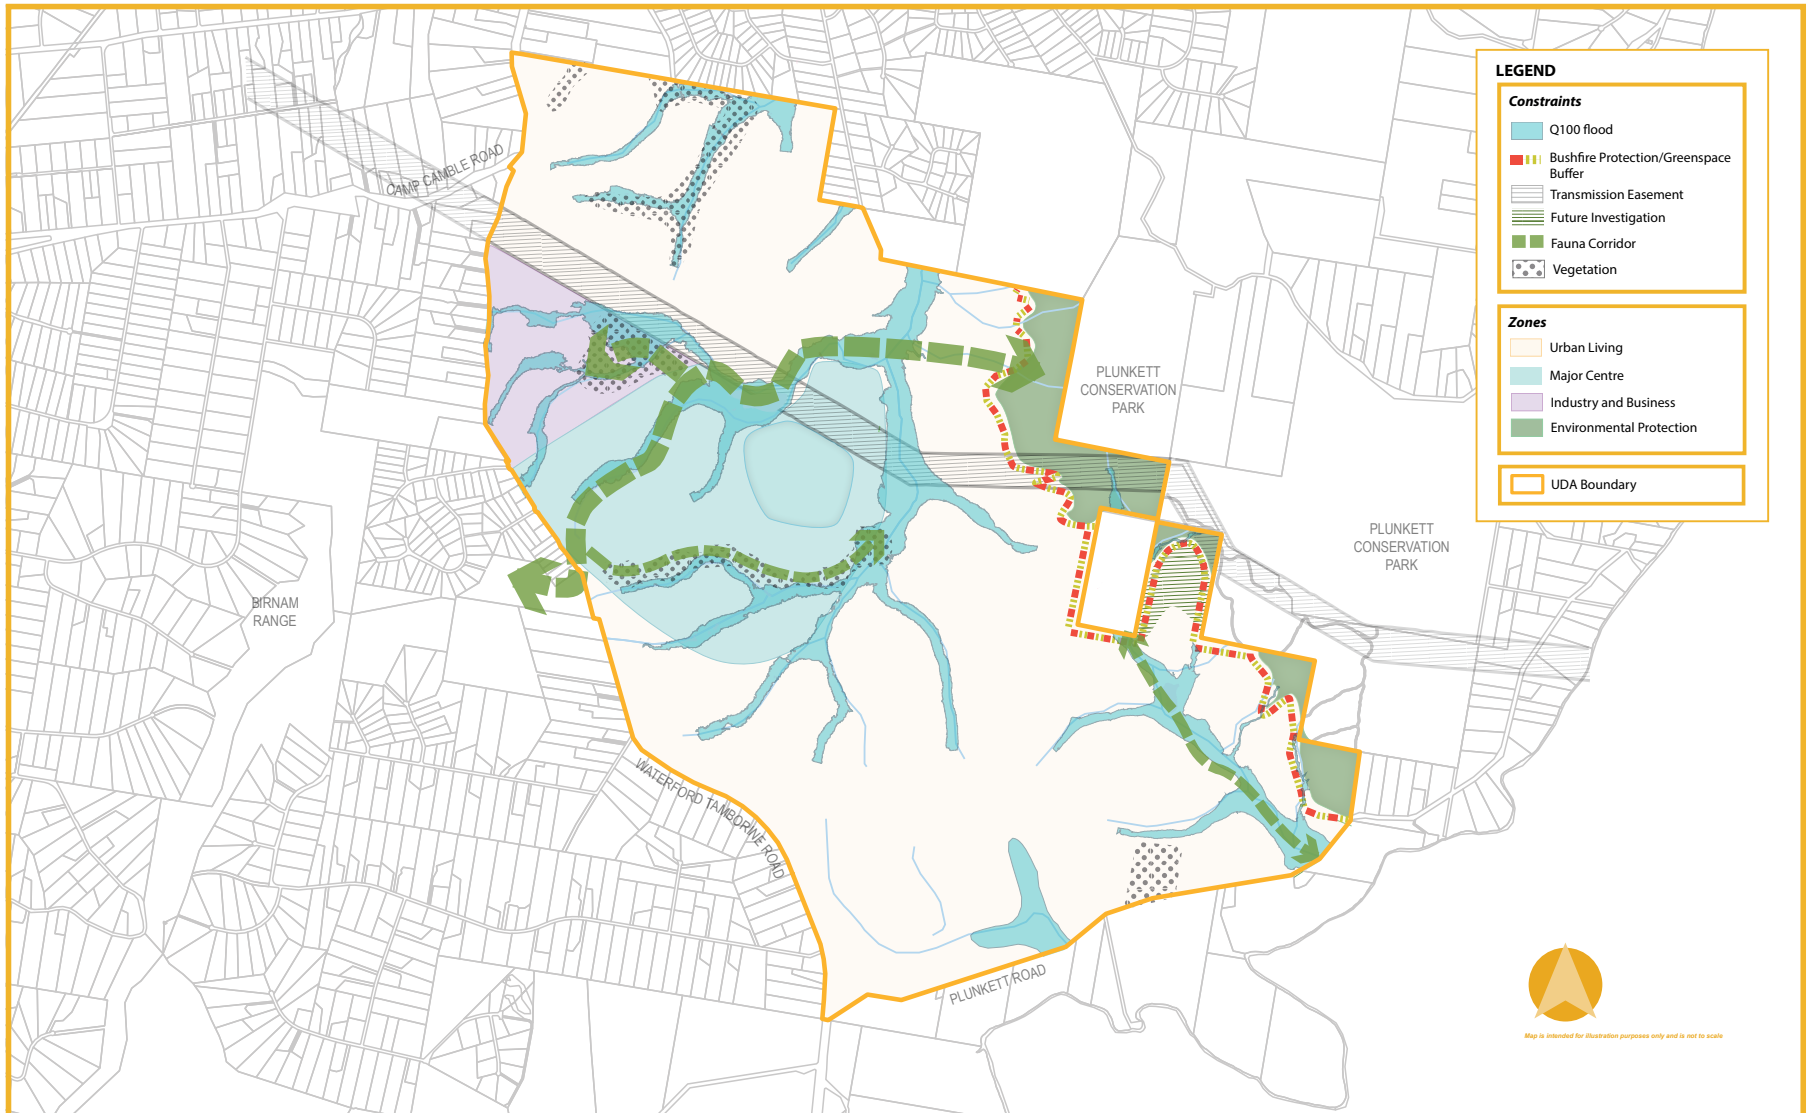 LEGEND
Constraints
Q100 flood
Bushfire Protection/Greenspace
Buffer
Transmission Easement
Future Investigation
Fauna Corridor
Vegetation
Zones
Urban Living
Major Centre
Industry and Business
Environmental Protection
UDA Boundary
CAMP CAMBLE ROAD
PLUNKETT
CONSERVATION
PARK
PLUNKETT
CONSERVATION
PARK
BIRNAM
RANGE
WATERFORD TAMBORINE ROAD
PLUNKETT ROAD
Map is intended for illustration purposes only and is not to scale